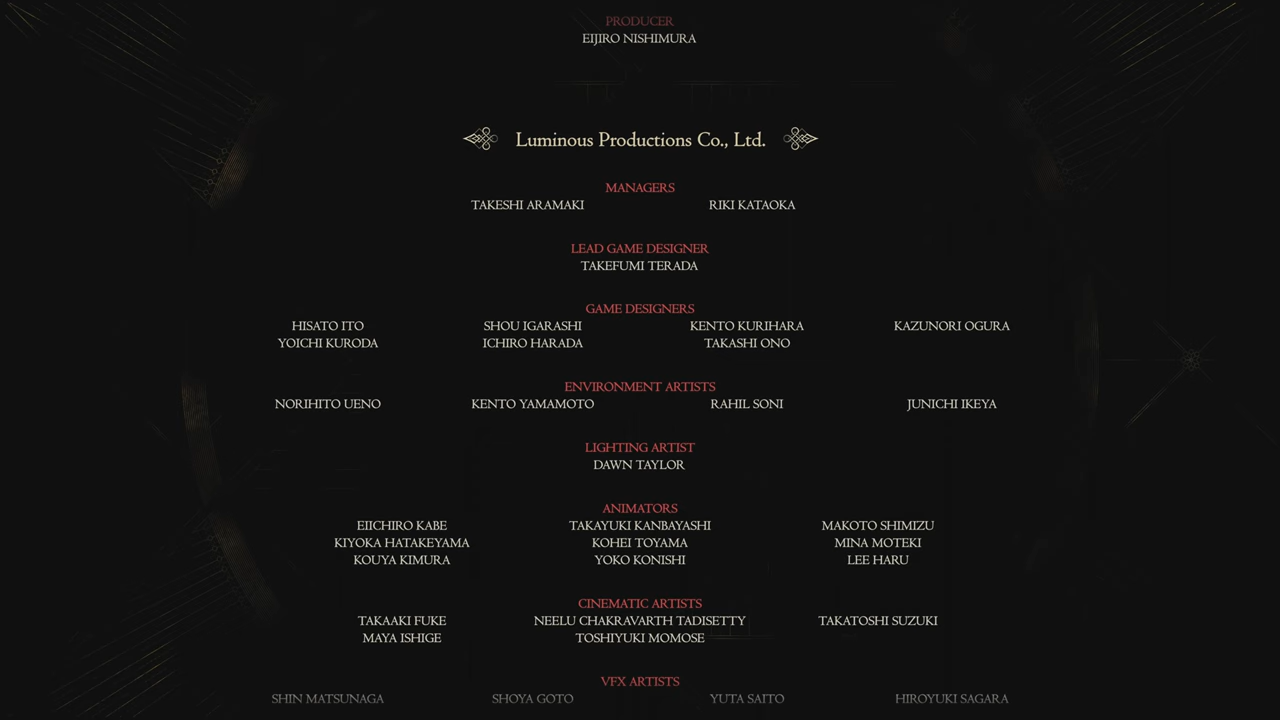 PRODUCER
EIJIRO NISHIMURA
Luminous Productions Co., Ltd.
MANAGERS
TAKESHI ARAMAKI RIKI KATAOKA
LEAD GAME DESIGNER
TAKEFUMI TERADA
GAME DESIGNERS
HISATO ITO SHOU IGARASHI KENTO KURIHARA KAZUNORI OGURA
YOICHI KURODA ICHIRO HARADA TAKASHI ONO
ENVIRONMENT ARTISTS
NORIHITO UENO KENTO YAMAMOTO RAHIL SONI JUNICHI IKEYA
LIGHTING ARTIST
DAWN TAYLOR
ANIMATORS
EIICHIRO KABE TAKAYUKI KANBAYASHI MAKOTO SHIMIZU
KIYOKA HATAKEYAMA KOHEI TOYAMA MINA MOTEKI
KOUYA KIMURA YOKO KONISHI LEE HARU
CINEMATIC ARTISTS
TAKAAKI FUKE NEELU CHAKRAVARTH TADISETTY TAKATOSHI SUZUKI
MAYA ISHIGE TOSHIYUKI MOMOSE
VFX ARTISTS
SHIN MATSUNAGA SHOYA GOTO YUTA SAITO HIROYUKI SAGARA